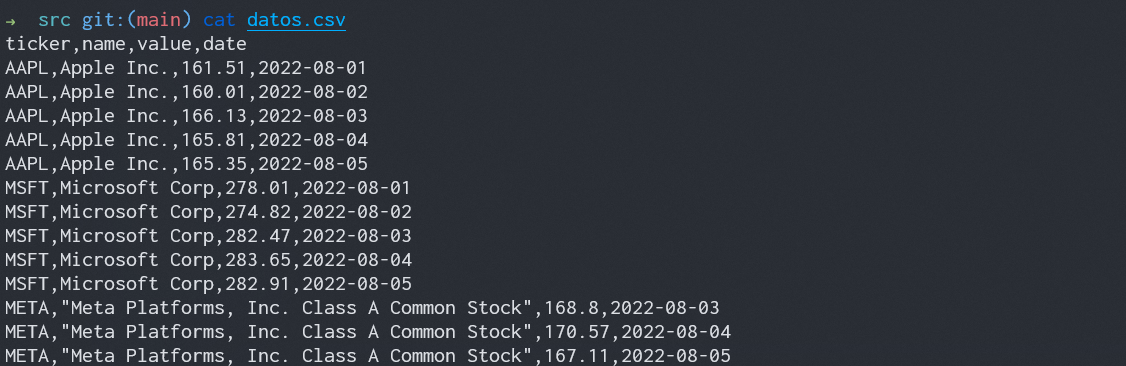 → src git:(main) cat datos.csv
ticker,name,value,date
AAPL,Apple Inc.,161.51,2022-08-01
AAPL,Apple Inc.,160.01,2022-08-02
AAPL,Apple Inc.,166.13,2022-08-03
AAPL,Apple Inc.,165.81,2022-08-04
AAPL,Apple Inc.,165.35,2022-08-05
MSFT,Microsoft Corp,278.01,2022-08-01
MSFT,Microsoft Corp,274.82,2022-08-02
MSFT,Microsoft Corp,282.47,2022-08-03
MSFT,Microsoft Corp,283.65,2022-08-04
MSFT,Microsoft Corp,282.91,2022-08-05
META,"Meta Platforms, Inc. Class A Common Stock",168.8,2022-08-03
META,"Meta Platforms, Inc. Class A Common Stock",170.57,2022-08-04
META,"Meta Platforms, Inc. Class A Common Stock",167.11,2022-08-05